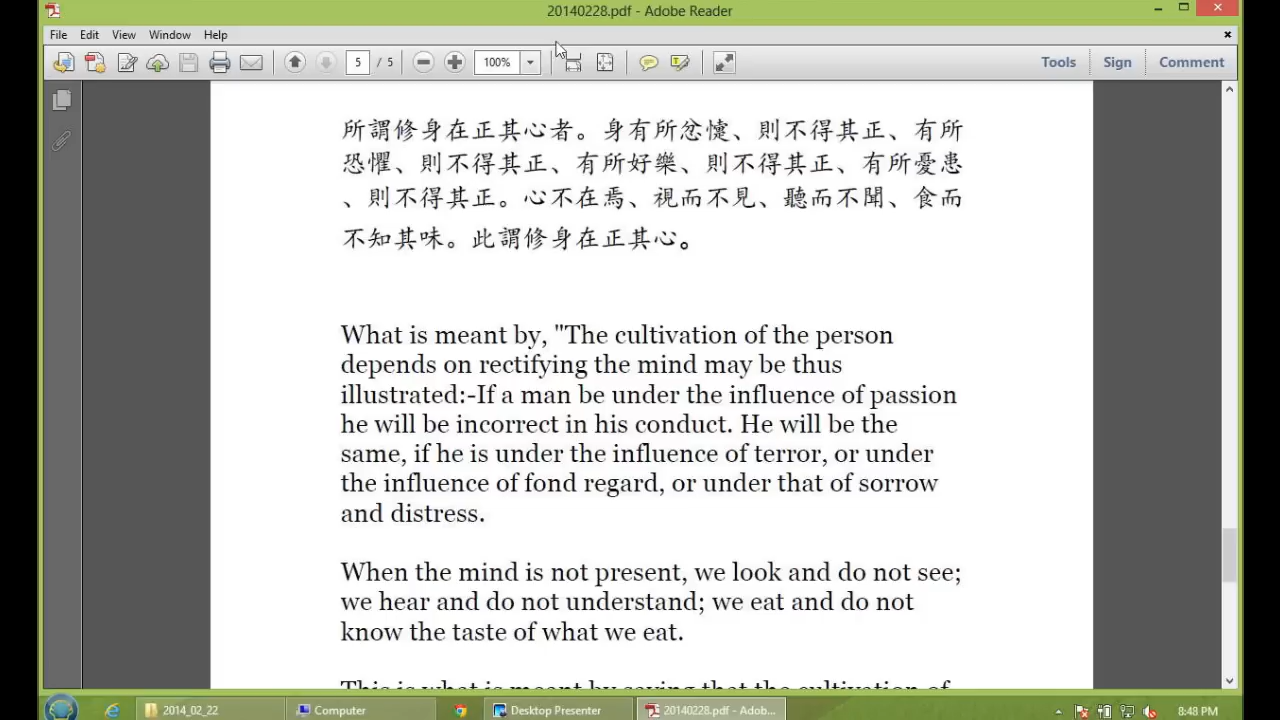 20140228.pdf - Adobe Reader
File Edit View Window Help
5 / 5 100% Tools Sign Comment
所謂修身在正其心者。身有所忿懥、則不得其正、有所
恐懼、則不得其正、有所好樂、則不得其正、有所憂患
、則不得其正。心不在焉、視而不見、聽而不聞、食而
不知其味。此謂修身在正其心。
What is meant by, "The cultivation of the person
depends on rectifying the mind may be thus
illustrated:-If a man be under the influence of passion
he will be incorrect in his conduct. He will be the
same, if he is under the influence of terror, or under
the influence of fond regard, or under that of sorrow
and distress.
When the mind is not present, we look and do not see;
we hear and do not understand; we eat and do not
know the taste of what we eat.
This is what is meant by saying that the cultivation of
2014_02_22 Computer Desktop Presenter 20140228.pdf - Adob... 8:48 PM